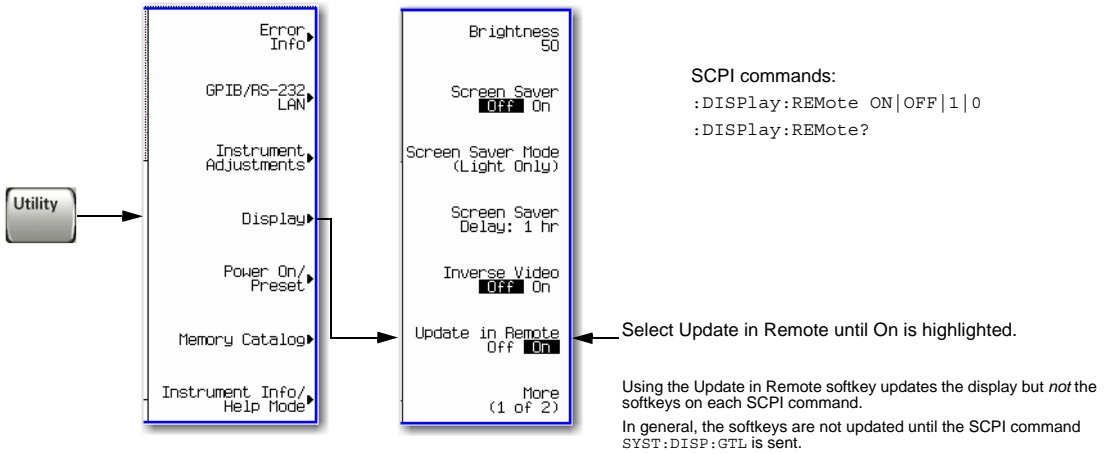 Utility
Error
Info
GPIB/RS-232
LAN
Instrument
Adjustments
Display
Power On/
Preset
Memory Catalog
Instrument Info/
Help Mode
Brightness
50
Screen Saver
Off On
Screen Saver Mode
(Light Only)
Screen Saver
Delay: 1 hr
Inverse Video
Off On
Update in Remote
Off On
More
(1 of 2)
SCPI commands:
:DISPlay:REMote ON|OFF|1|0
:DISPlay:REMote?
Select Update in Remote until On is highlighted.
Using the Update in Remote softkey updates the display but not the
softkeys on each SCPI command.
In general, the softkeys are not updated until the SCPI command
SYST:DISP:GTL is sent.